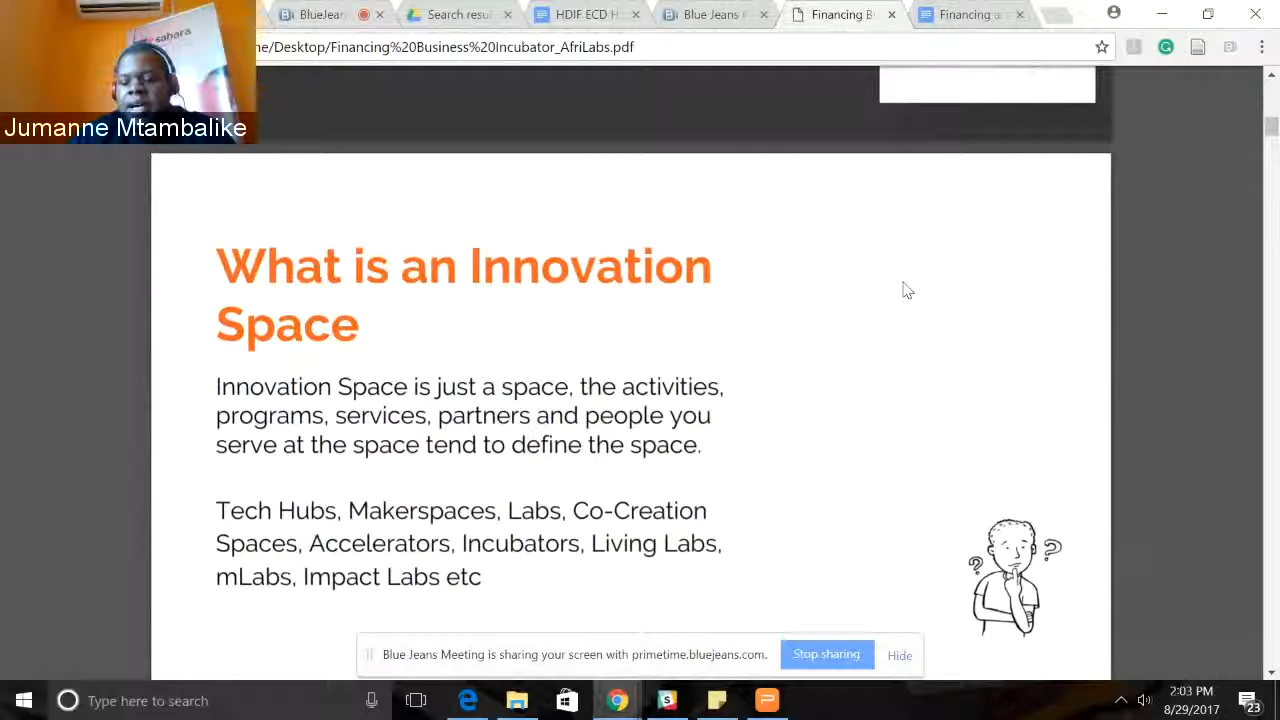 sahara
Jumanne Mtambalike
BlueJean
Search resul
HDIF ECD H
Blue Jeans
Financing B
Financing a
ne/Desktop/Financing%20Business%20Incubator_AfriLabs.pdf
What is an Innovation
Space
Innovation Space is just a space, the activities,
programs, services, partners and people you
serve at the space tend to define the space.
Tech Hubs, Makerspaces, Labs, Co-Creation
Spaces, Accelerators, Incubators, Living Labs,
mLabs, Impact Labs etc
? ?
Blue Jeans Meeting is sharing your screen with primetime.bluejeans.com.
Stop sharing
Hide
Type here to search
2:03 PM
8/29/2017
23